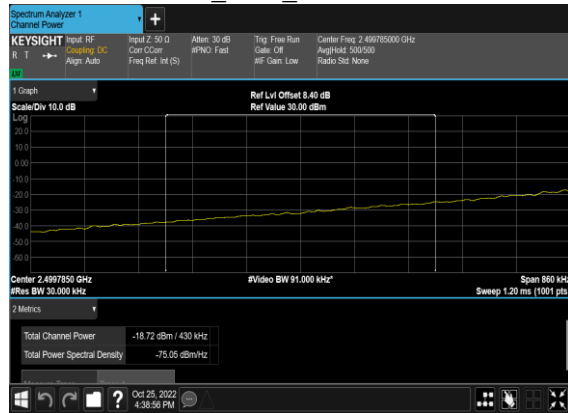 Spectrum Analyzer 1
Channel Power
+
KEYSIGHT Input: RF Input Z: 50 Ω Atten: 30 dB Trig: Free Run Center Freq: 2.499785000 GHz
R T Coupling: DC Corr CCorr #PNO: Fast Gate: Off Avg|Hold: 500/500
Align: Auto Freq Ref: Int (S) #IF Gain: Low Radio Std: None
1 Graph
Ref Lvl Offset 8.40 dB
Scale/Div 10.0 dB Ref Value 30.00 dBm
Log
20.0
10.0
0.00
-10.0
-20.0
-30.0
-40.0
-50.0
-60.0
Center 2.4997850 GHz #Video BW 91.000 kHz* Span 860 kHz
#Res BW 30.000 kHz Sweep 1.20 ms (1001 pts)
2 Metrics
Total Channel Power -18.72 dBm / 430 kHz
Total Power Spectral Density -75.05 dBm/Hz
?
Oct 25, 2022
4:38:56 PM